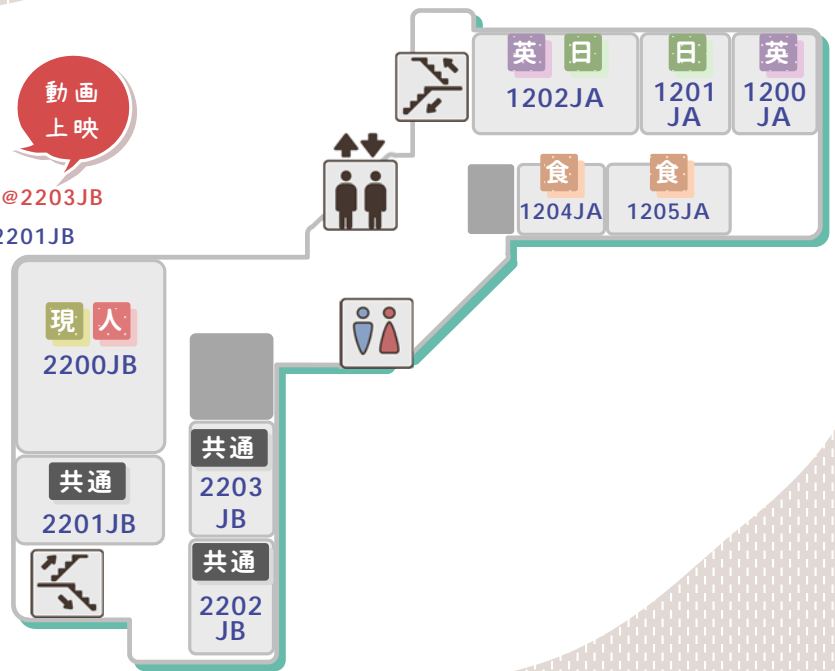 動画
上映
@2203JB
2201JB
英 日
1202JA
日
1201
JA
英
1200
JA
食
1204JA
食
1205JA
現 人
2200JB
共通
2201JB
共通
2203
JB
共通
2202
JB